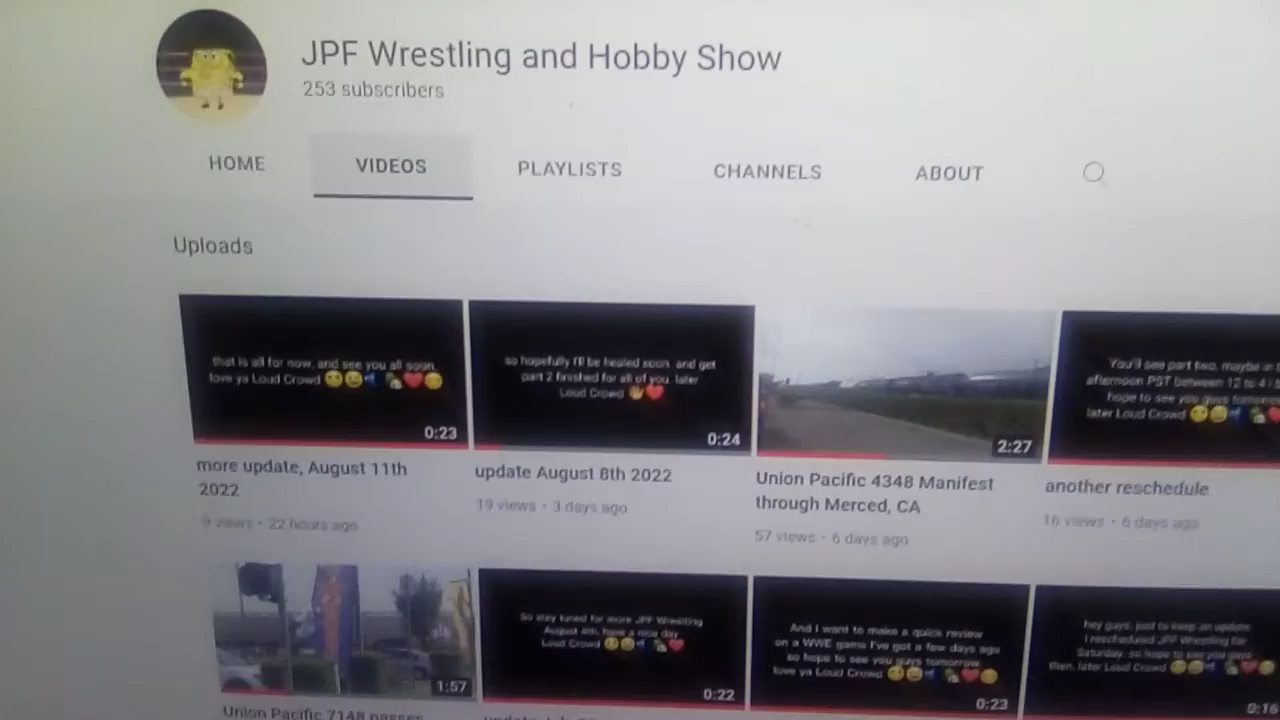 JPF Wrestling and Hobby Show
253 subscribers
HOME VIDEOS PLAYLISTS CHANNELS ABOUT
Uploads
that is all for now, and see you all soon
love ya Loud Crowd
0:23
more update, August 11th
2022
9 views • 22 hours ago
so hopefully I'll be healed soon, and get
part 2 finished for all of you. later
Loud Crowd
0:24
update August 8th 2022
19 views • 3 days ago
2:27
Union Pacific 4348 Manifest
through Merced, CA
57 views • 6 days ago
You'll see part two, maybe in t
afternoon PST between 12 to 4
hope to see you guys tomorrow
later Loud Crowd
another reschedule
16 views • 6 days ago
1:57
Union Pacific 7148 passes
So stay tuned for more JPF Wrestling
August 4th, have a nice day
Loud Crowd
0:22
And I want to make a quick review
on a WWE game I've got a few days ago
so hope to see you guys tomorrow
love ya Loud Crowd
0:23
hey guys, just to keep an update
I rescheduled JPF Wrestling for
Saturday, so hope to see you guys
then, later Loud Crowd
0:16